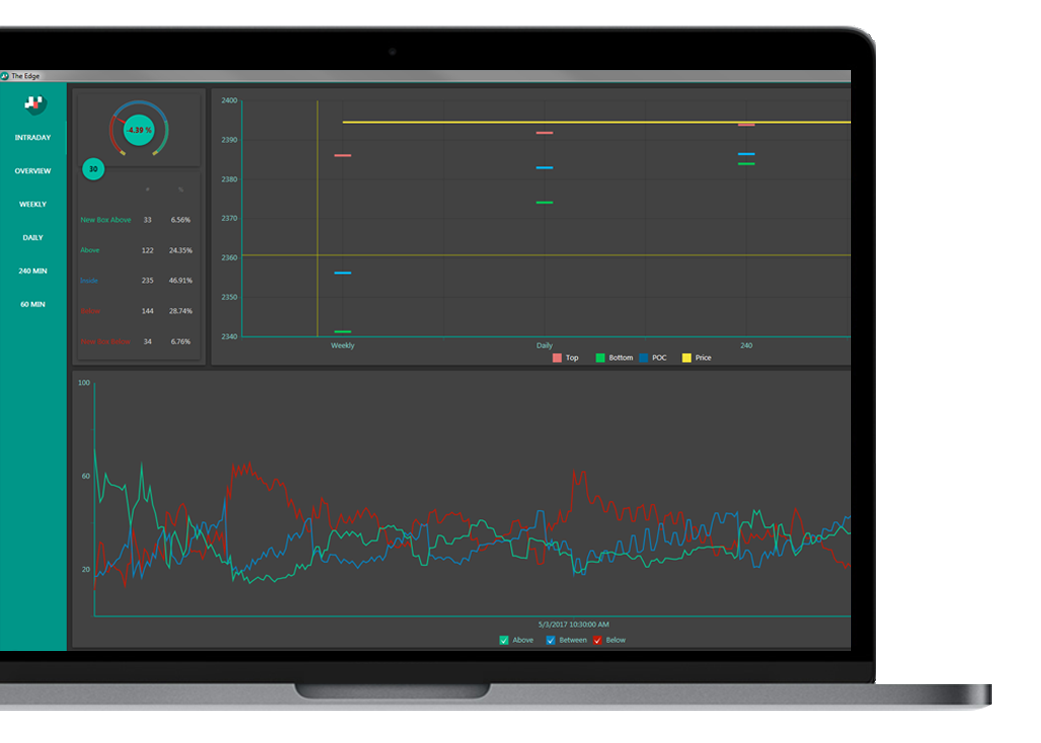 The Edge
INTRADAY
OVERVIEW
WEEKLY
DAILY
240 MIN
60 MIN
-4.39 %
30
# %
New Box Above 33 6.56%
Above 122 24.35%
Inside 235 46.91%
Below 144 28.74%
New Box Below 34 6.76%
2400
2390
2380
2370
2360
2350
2340
Weekly Daily 240
Top Bottom POC Price
100
60
20
5/3/2017 10:30:00 AM
Above Between Below